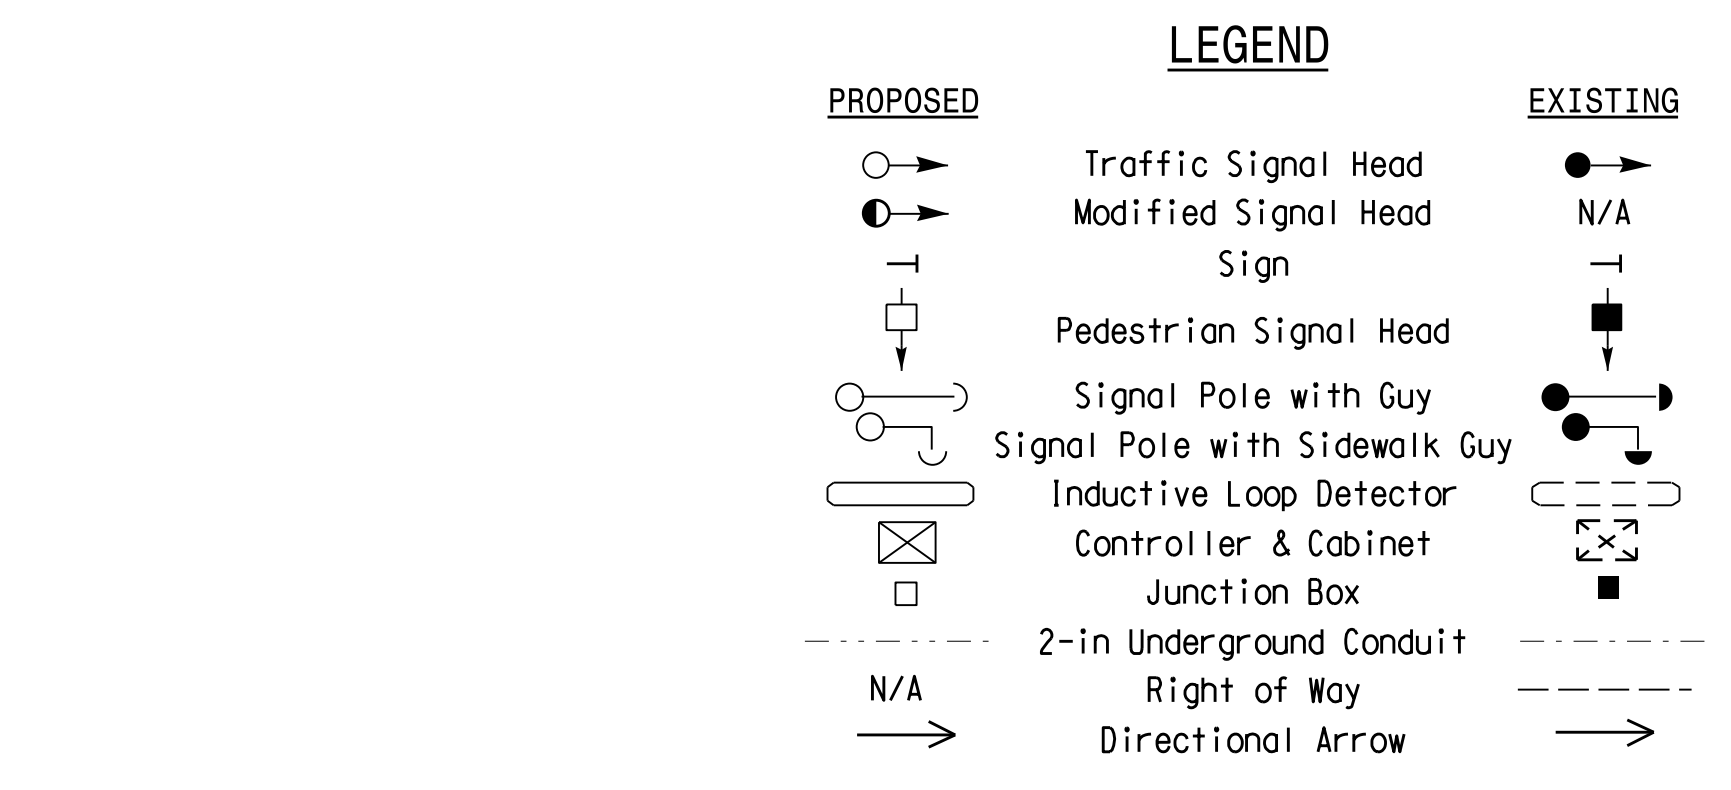 LEGEND
PROPOSED EXISTING
Traffic Signal Head
Modified Signal Head N/A
Sign
Pedestrian Signal Head
Signal Pole with Guy
Signal Pole with Sidewalk Guy
Inductive Loop Detector
Controller & Cabinet
Junction Box
2-in Underground Conduit
N/A Right of Way
Directional Arrow